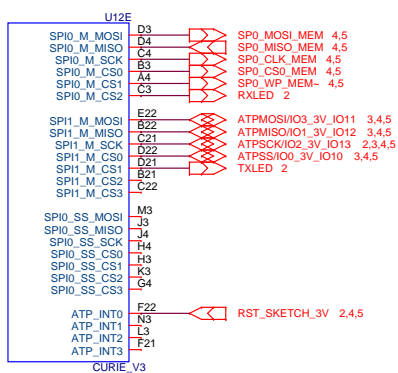 U12E
SPI0_M_MOSI D3 SP0_MOSI_MEM 4,5
SPI0_M_MISO D4 SP0_MISO_MEM 4,5
SPI0_M_SCK C4 SP0_CLK_MEM 4,5
SPI0_M_CS0 B3 SP0_CS0_MEM 4,5
SPI0_M_CS1 A4 SP0_WP_MEM~ 4,5
SPI0_M_CS2 C3 RXLED 2
SPI1_M_MOSI E22 ATPMOSI/IO3_3V_IO11 3,4,5
SPI1_M_MISO B22 ATPMISO/IO1_3V_IO12 3,4,5
SPI1_M_SCK C21 ATPSCK/IO2_3V_IO13 2,3,4,5
SPI1_M_CS0 D22 ATPSS/IO0_3V_IO10 3,4,5
SPI1_M_CS1 D21 TXLED 2
SPI1_M_CS2 B21
SPI1_M_CS3 C22
SPI0_SS_MOSI M3
SPI0_SS_MISO J3
SPI0_SS_SCK J4
SPI0_SS_CS0 H4
SPI0_SS_CS1 H3
SPI0_SS_CS2 K3
SPI0_SS_CS3 G4
ATP_INT0 F22 RST_SKETCH_3V 2,4,5
ATP_INT1 N3
ATP_INT2 L3
ATP_INT3 F21
CURIE_V3